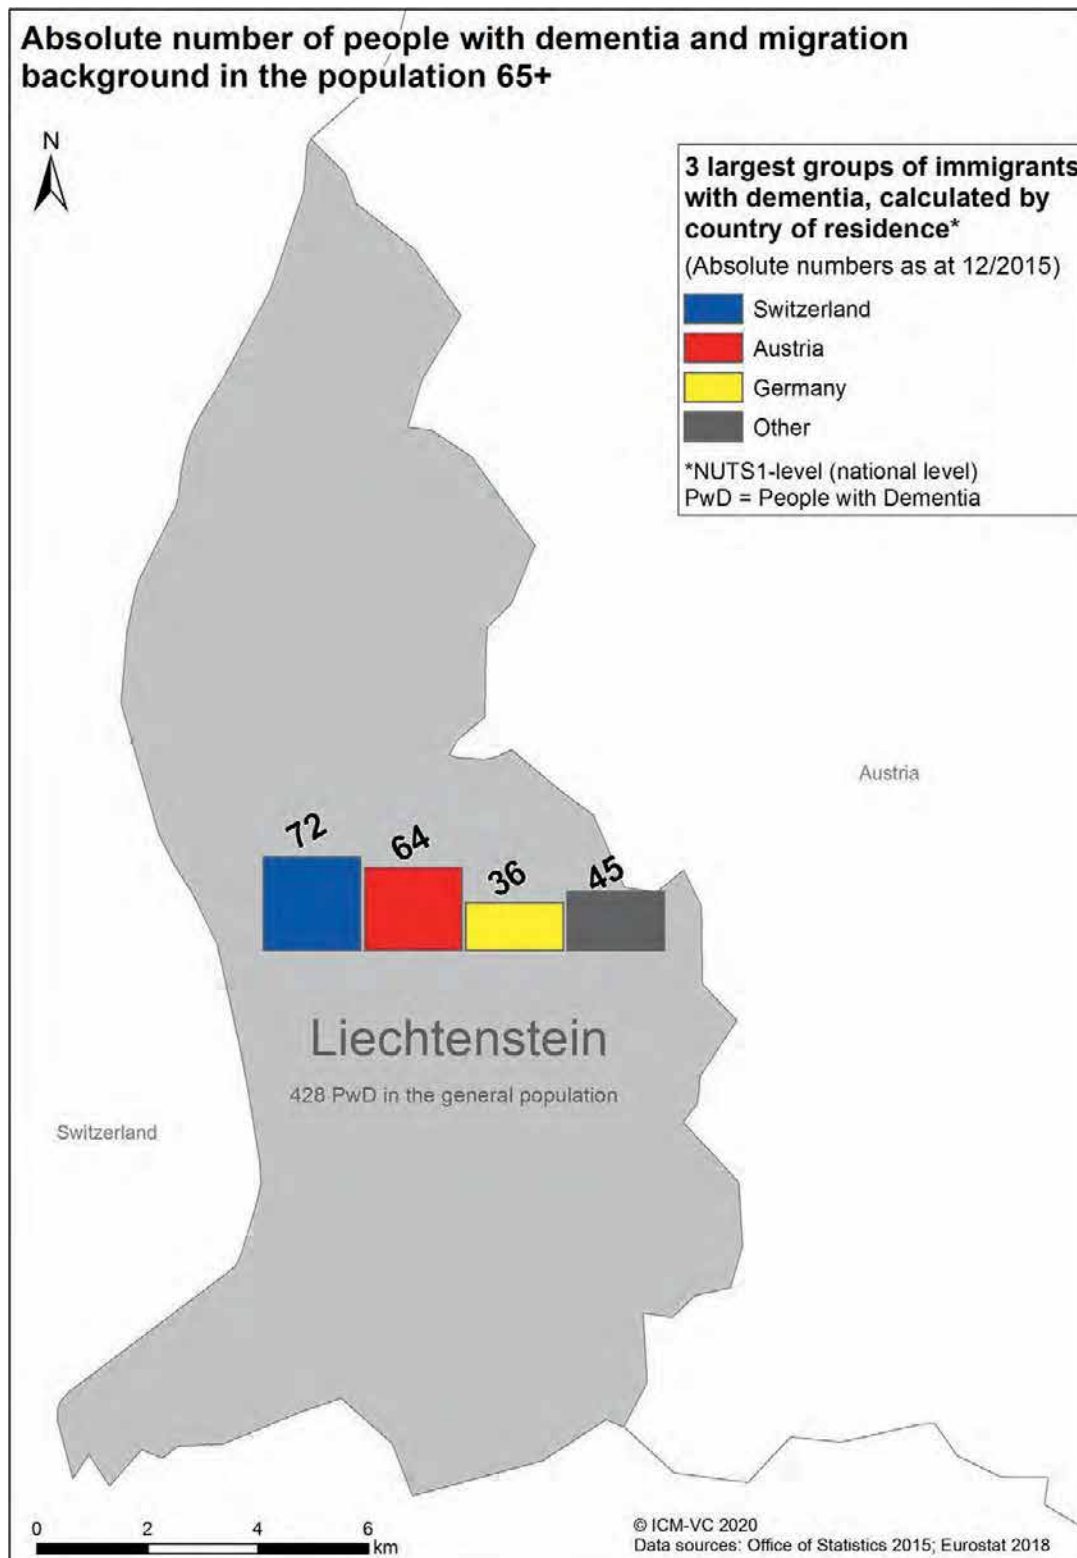 Absolute number of people with dementia and migration
background in the population 65+
N
3 largest groups of immigrants
with dementia, calculated by
country of residence*
(Absolute numbers as at 12/2015)
Switzerland
Austria
Germany
Other
*NUTS1-level (national level)
PwD = People with Dementia
Austria
72
64
36
45
Liechtenstein
428 PwD in the general population
Switzerland
0 2 4 6
km
© ICM-VC 2020
Data sources: Office of Statistics 2015; Eurostat 2018